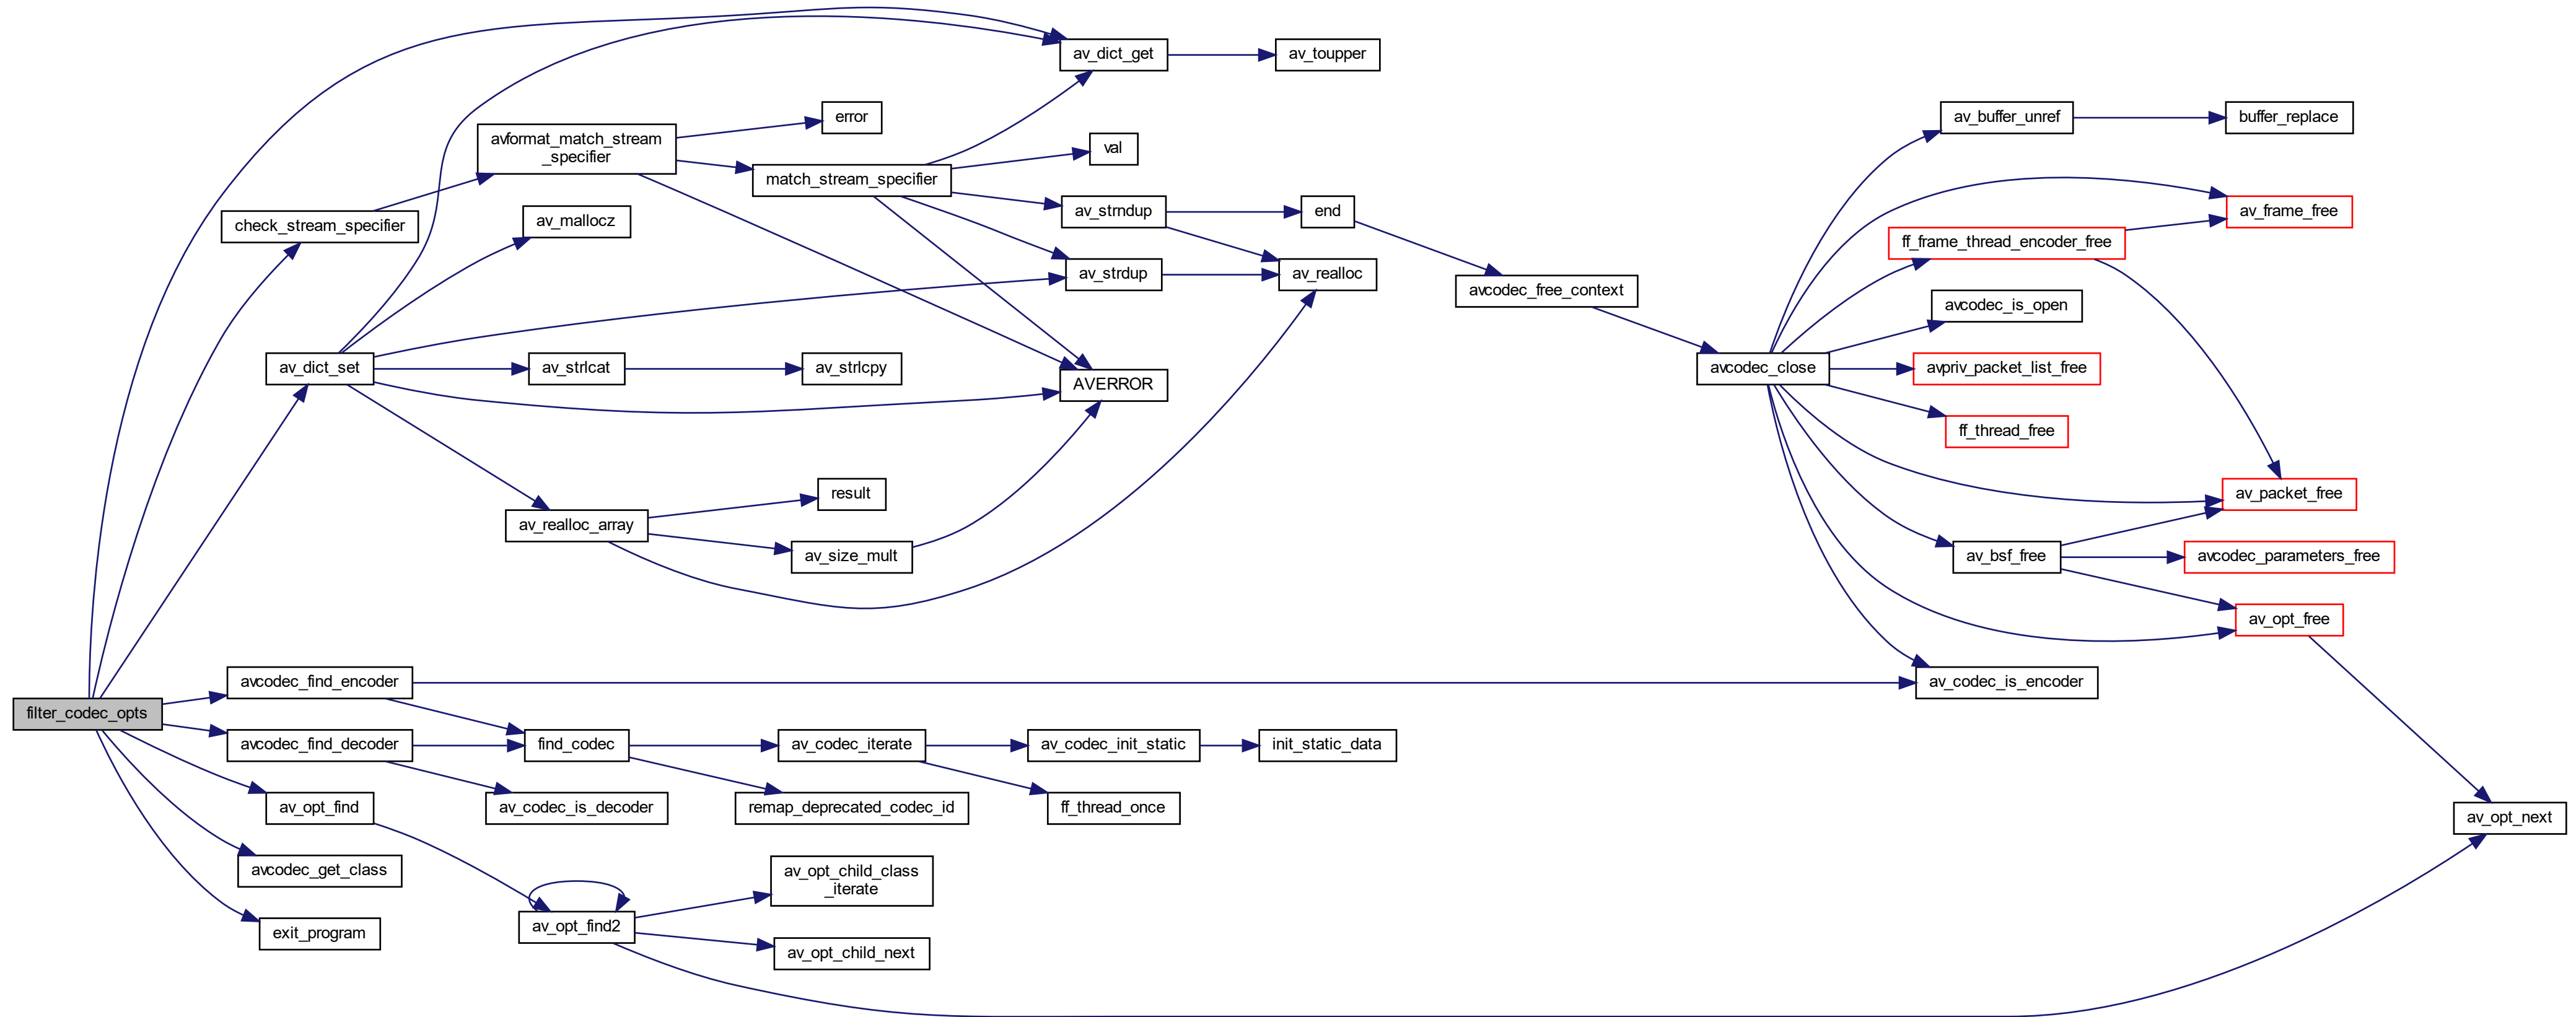 av_dict_get
av_toupper
error
av_buffer_unref
buffer_replace
avformat_match_stream
_specifier
val
match_stream_specifier
av_strndup
end
av_frame_free
check_stream_specifier
av_mallocz
ff_frame_thread_encoder_free
av_strdup
av_realloc
avcodec_free_context
avcodec_is_open
av_dict_set
av_strlcat
av_strlcpy
AVERROR
avcodec_close
avpriv_packet_list_free
ff_thread_free
result
av_packet_free
av_realloc_array
av_size_mult
av_bsf_free
avcodec_parameters_free
av_opt_free
avcodec_find_encoder
av_codec_is_encoder
filter_codec_opts
avcodec_find_decoder
find_codec
av_codec_iterate
av_codec_init_static
init_static_data
av_opt_find
av_codec_is_decoder
remap_deprecated_codec_id
ff_thread_once
av_opt_next
avcodec_get_class
av_opt_child_class
_iterate
exit_program
av_opt_find2
av_opt_child_next